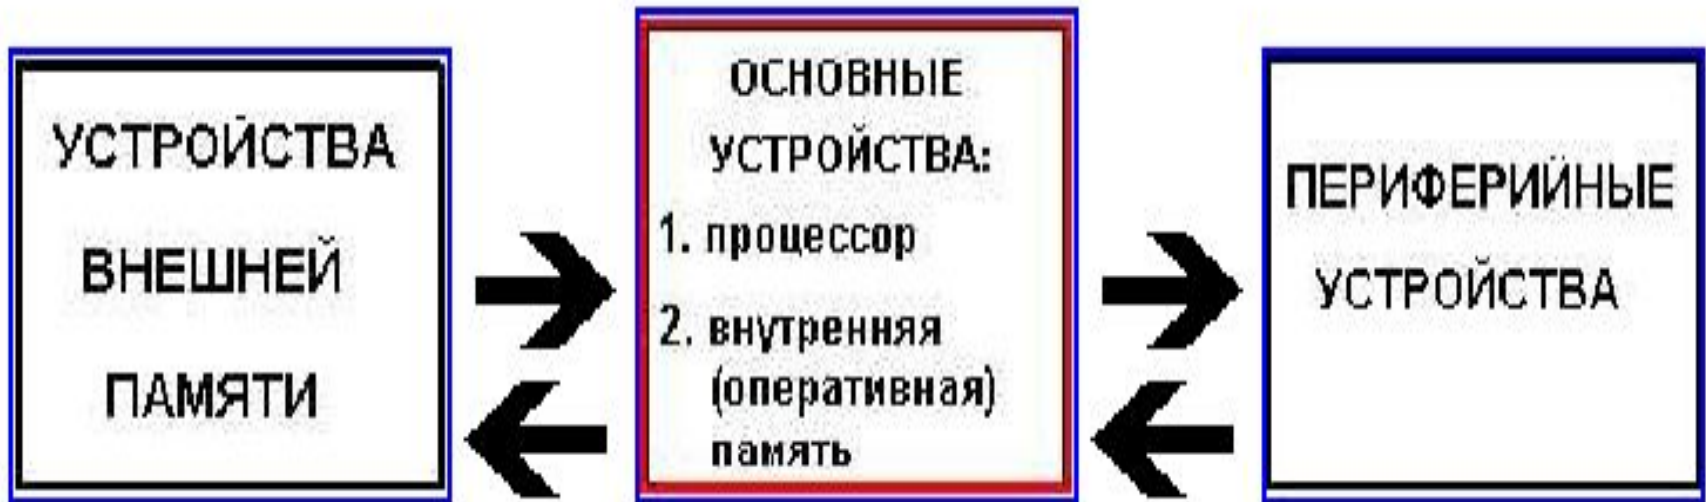 УСТРОЙСТВА
ВНЕШНЕЙ
ПАМЯТИ
ОСНОВНЫЕ
УСТРОЙСТВА:
1. процессор
2. внутренняя
(оперативная)
память
ПЕРИФЕРИЙНЫЕ
УСТРОЙСТВА